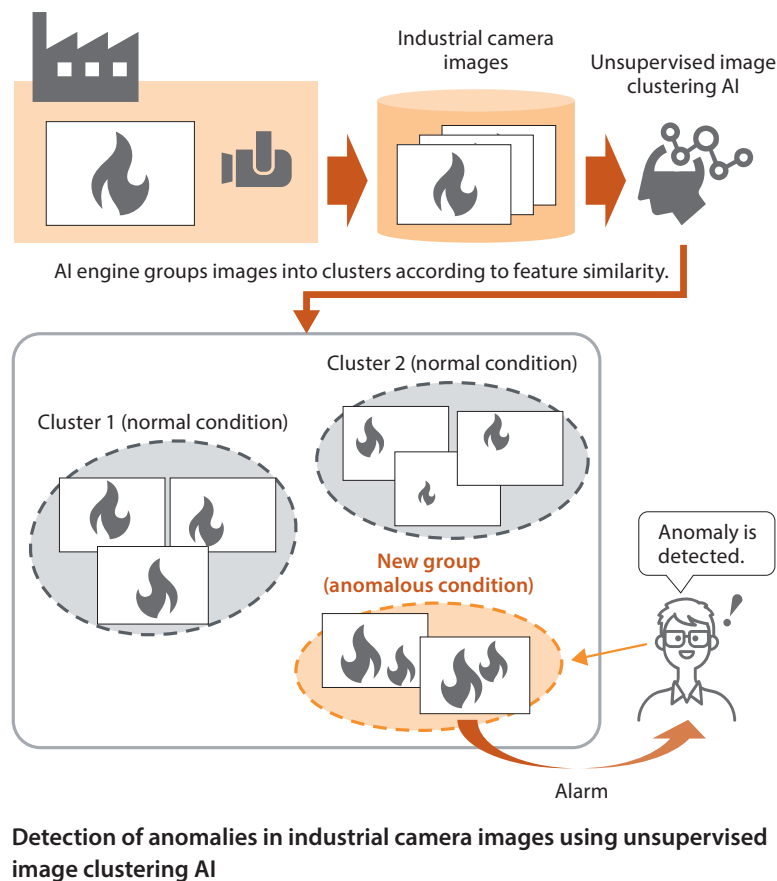 Industrial camera
images
Unsupervised image
clustering AI
AI engine groups images into clusters according to feature similarity.
Cluster 2 (normal condition)
Cluster 1 (normal condition)
New group
(anomalous condition)
Anomaly is
detected.
!
Alarm
Detection of anomalies in industrial camera images using unsupervised
image clustering AI